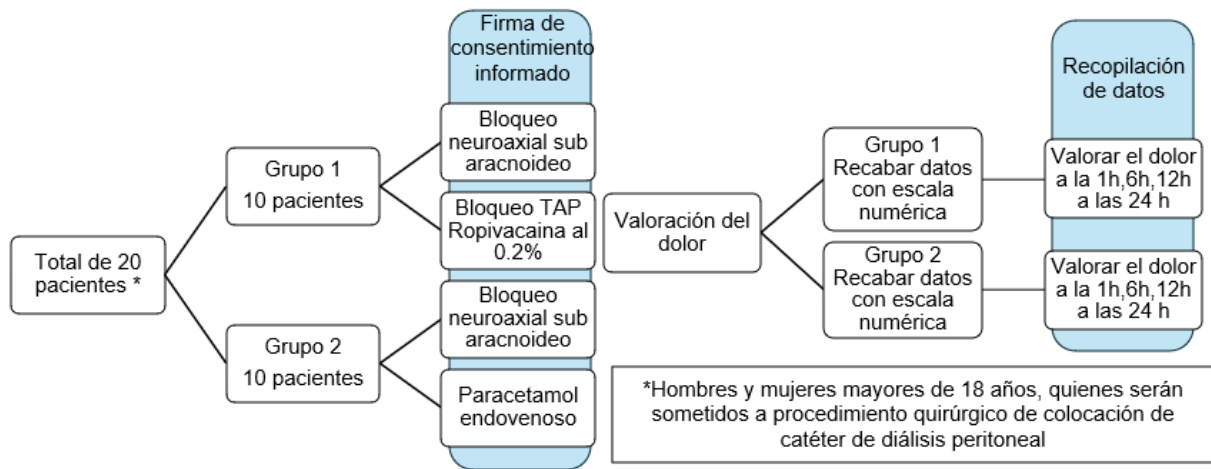 Total de 20
pacientes *
Grupo 1
10 pacientes
Grupo 2
10 pacientes
Firma de
consentimiento
informado
Bloqueo
neuroaxial sub
aracnoideo
Bloqueo TAP
Ropivacaina al
0.2%
Bloqueo
neuroaxial sub
aracnoideo
Paracetamol
endovenoso
Valoración del
dolor
Grupo 1
Recabar datos
con escala
numérica
Grupo 2
Recabar datos
con escala
numérica
Recopilación
de datos
Valorar el dolor
a la 1h,6h,12h
a las 24 h
Valorar el dolor
a la 1h,6h,12h
a las 24 h
*Hombres y mujeres mayores de 18 años, quienes serán
sometidos a procedimiento quirúrgico de colocación de
catéter de diálisis peritoneal